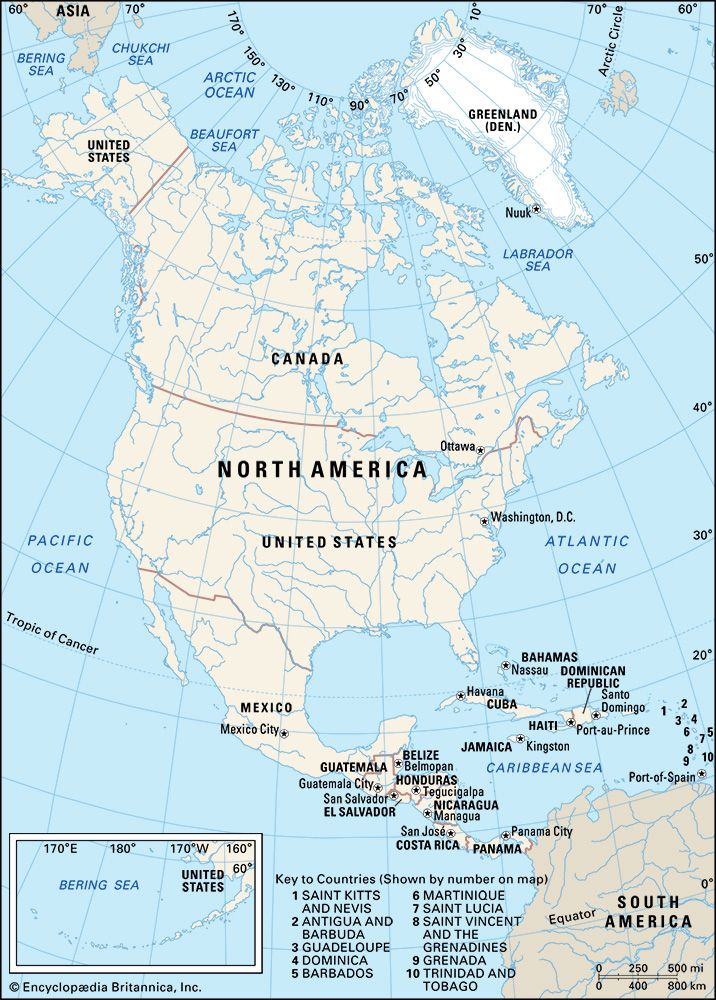 60°
ASIA
70°
170°
150°
130°
110°
90°
70°
50°
30°
10°
70°
60°
BERING
SEA
CHUKCHI
SEA
ARCTIC
OCEAN
BEAUFORT
SEA
Arctic Circle
GREENLAND
(DEN.)
UNITED
STATES
Nuuk
LABRADOR
SEA
50°
CANADA
40°
Ottawa
NORTH AMERICA
Washington, D.C.
UNITED STATES
PACIFIC
OCEAN
ATLANTIC
OCEAN
30°
Tropic of Cancer
20°
BAHAMAS
Nassau
DOMINICAN
REPUBLIC
Havana
CUBA
Santo
Domingo
MEXICO
Mexico City
HAITI
Port-au-Prince
JAMAICA
Kingston
1
2
3
4
6
7
5
8
9
10
BELIZE
Belmopan
GUATEMALA
CARIBBEAN SEA
Port-of-Spain
Guatemala City
HONDURAS
Tegucigalpa
San Salvador
EL SALVADOR
NICARAGUA
Managua
San José
COSTA RICA
Panama City
PANAMA
170°E
180°
170°W
160°
60°
BERING SEA
UNITED
STATES
0°
Equator
SOUTH
AMERICA
Key to Countries (Shown by number on map)
1 SAINT KITTS
AND NEVIS
2 ANTIGUA AND
BARBUDA
3 GUADELOUPE
4 DOMINICA
5 BARBADOS
6 MARTINIQUE
7 SAINT LUCIA
8 SAINT VINCENT
AND THE
GRENADINES
9 GRENADA
10 TRINIDAD AND
TOBAGO
0 250 500 mi
0 400 800 km
© Encyclopædia Britannica, Inc.